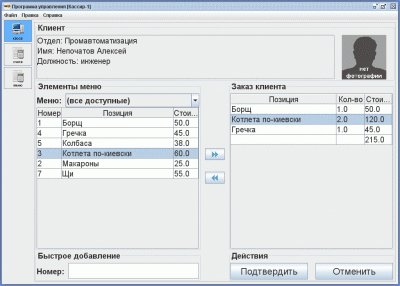 Программа управления [Кассир-1]
Файл Правка Справка
Клиент
Отдел: Промавтоматизация
Имя: Непочатов Алексей
Должность: инженер
нет
фотографии
Элементы меню
Меню: (все доступные)
Номер Позиция Стои...
1 Борщ 50.0
4 Гречка 45.0
5 Колбаса 38.0
3 Котлета по-киевски 60.0
2 Макароны 25.0
7 Щи 55.0
Заказ клиента
Позиция Кол-во Стои...
Борщ 1.0 50.0
Котлета по-киевски 2.0 120.0
Гречка 1.0 45.0
215.0
Быстрое добавление
Номер:
Действия
Подтвердить Отменить